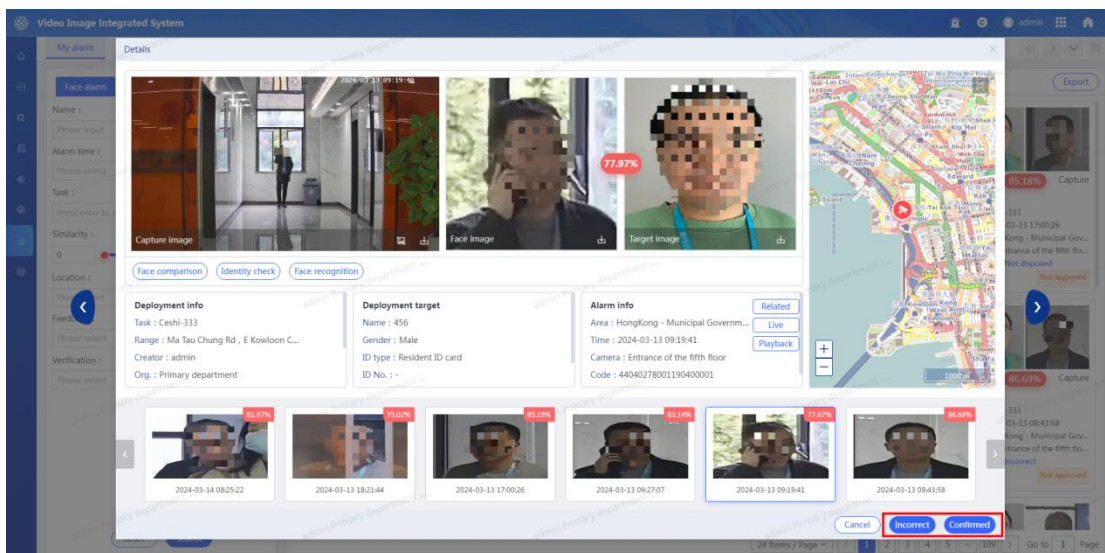 Video Image Integrated System
admin
My alarm
Details
Export
Face alarm
Name :
Please input
Alarm time :
Please select
Task :
Similarity :
0
Location :
Verification :
Please select
2024-03-13 09:19:40
Capture image
Face image
77.97%
Target image
Face comparison
Identity check
Face recognition
Deployment info
Task : Ceshi-333
Range : Ma Tau Chung Rd , E Kowloon C...
Creator : admin
Org. : Primary department
Deployment target
Name : 456
Gender : Male
ID type : Resident ID card
ID No. : -
Alarm info
Area : HongKong - Municipal Governm...
Time : 2024-03-13 09:19:41
Camera : Entrance of the fifth floor
Code : 44040278001190400001
Related
Live
Playback
1000 m
85.18%
Capture
-333
03-13 17:00:26
Kong - Municipal Gov...
trance of the fifth flo...
Not disposed
Not appeared
86.69%
Capture
-333
03-13 08:43:58
Kong - Municipal Gov...
trance of the fifth flo...
Incorrect
Not appeared
81.97%
2024-03-14 08:25:22
75.02%
2024-03-13 18:21:44
85.18%
2024-03-13 17:00:26
83.14%
2024-03-13 09:27:07
77.97%
2024-03-13 09:19:41
86.69%
2024-03-13 08:43:58
Cancel
Incorrect
Confirmed
24 Items / Page
1 2 3 4 5 109
Go to 1 Page